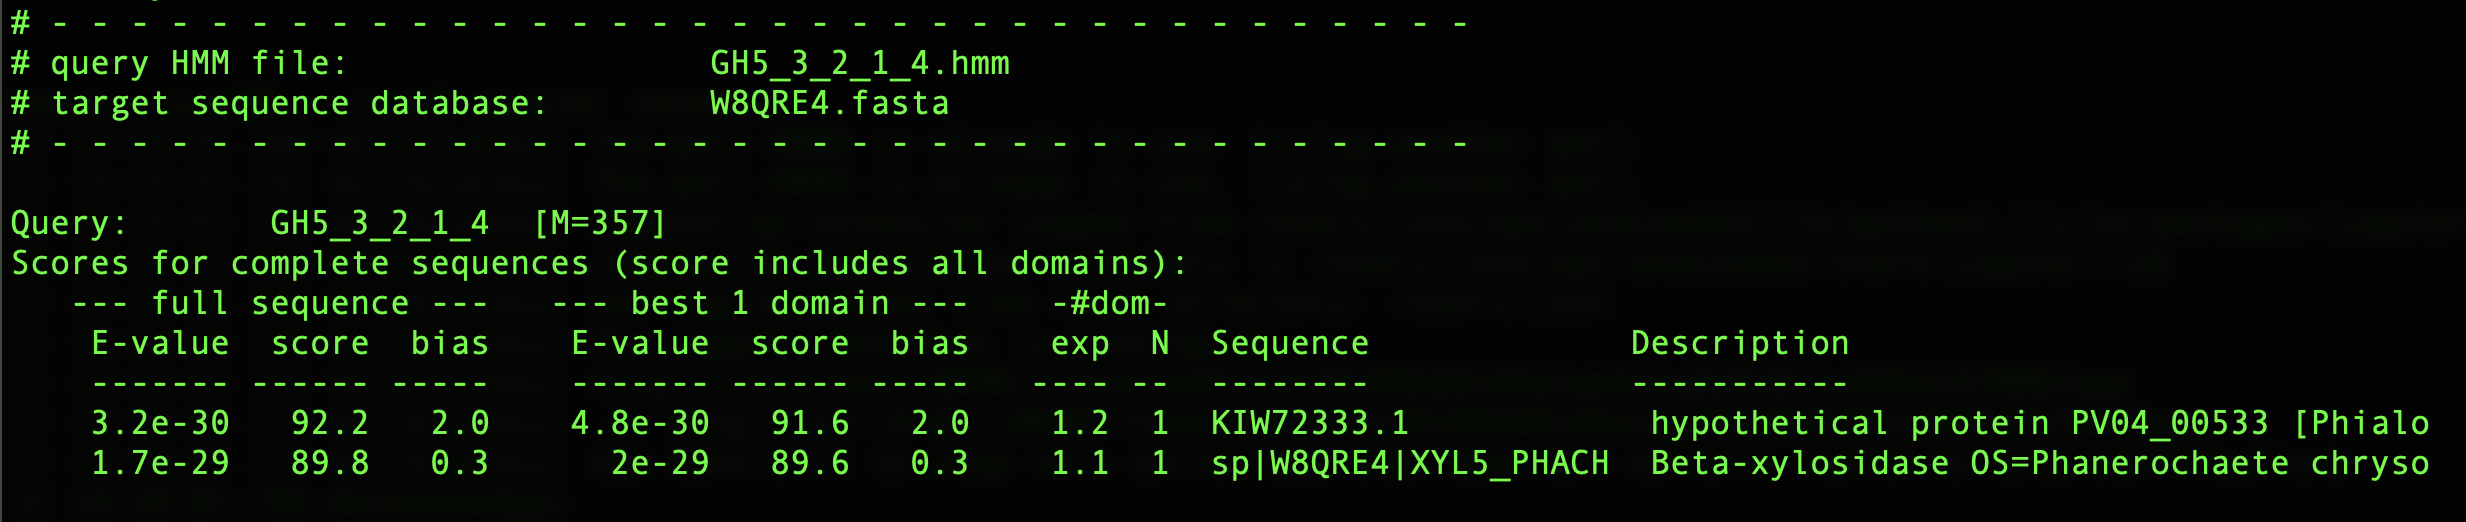 # - - - - - - - - - - - - - - - - - - - - - - - - - - - - - - - - - - - -
# query HMM file:                  GH5_3_2_1_4.hmm
# target sequence database:        W8QRE4.fasta
# - - - - - - - - - - - - - - - - - - - - - - - - - - - - - - - - - - - -
Query:       GH5_3_2_1_4  [M=357]
Scores for complete sequences (score includes all domains):
   --- full sequence ---   --- best 1 domain ---    -#dom-
    E-value  score  bias    E-value  score  bias    exp  N  Sequence             Description
    ------- ------ -----    ------- ------ -----   ---- --  --------             -----------
    3.2e-30   92.2   2.0    4.8e-30   91.6   2.0    1.2  1  KIW72333.1            hypothetical protein PV04_00533 [Phialo
    1.7e-29   89.8   0.3      2e-29   89.6   0.3    1.1  1  sp|W8QRE4|XYL5_PHACH  Beta-xylosidase OS=Phanerochaete chryso